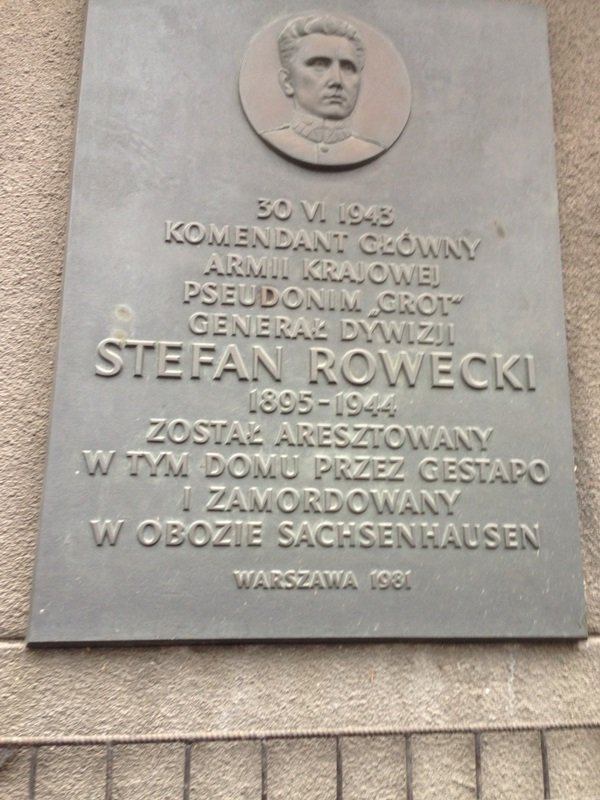 30 VI 1943
KOMENDANT GŁÓWNY
ARMII KRAJOWEJ
PSEUDONIM „GROT”
GENERAŁ DYWIZJI
STEFAN ROWECKI
1895-1944
ZOSTAŁ ARESZTOWANY
W TYM DOMU PRZEZ GESTAPO
I ZAMORDOWANY
W OBOZIE SACHSENHAUSEN
WARSZAWA 1981